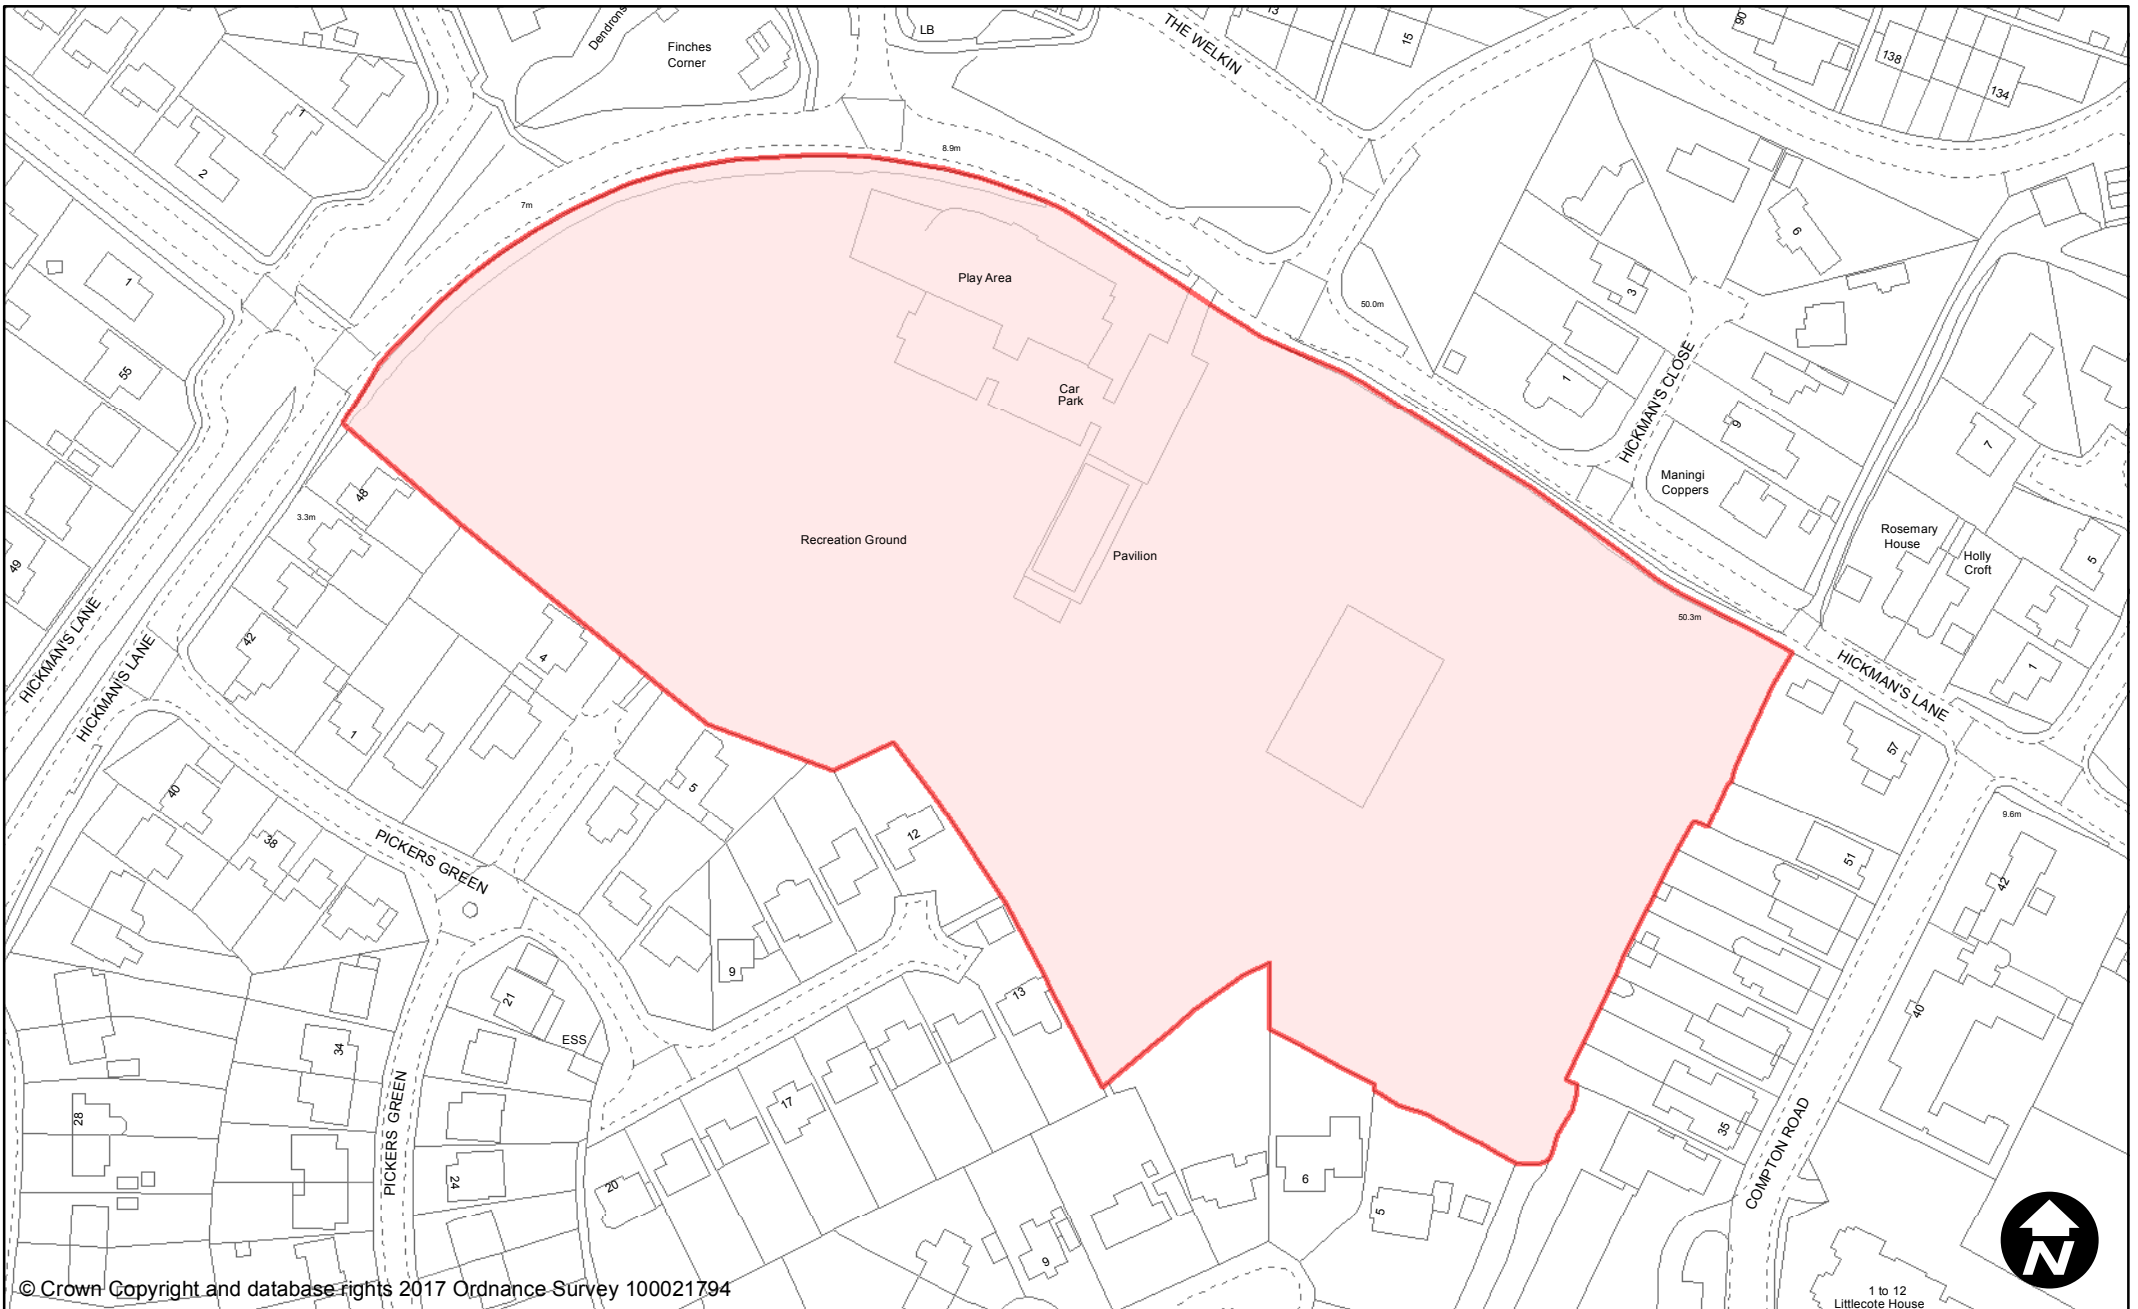 Dendrons
Finches
Corner
LB
THE WELKIN
13
15
90
138
134
1
2
8.9m
7m
1
55
49
Play Area
Car
Park
50.0m
6
3
1
HICKMAN'S CLOSE
9
Maningi
Coppers
7
Rosemary
House
Holly
Croft
5
1
48
3.3m
Recreation Ground
Pavilion
50.3m
HICKMAN'S LANE
HICKMAN'S LANE
HICKMAN'S LANE
42
4
1
57
5
40
38
PICKERS GREEN
12
9.6m
51
42
9
13
21
ESS
34
40
17
28
PICKERS GREEN
24
20
35
COMPTON ROAD
6
5
9
N
© Crown Copyright and database rights 2017 Ordnance Survey 100021794
1 to 12
Littlecote House